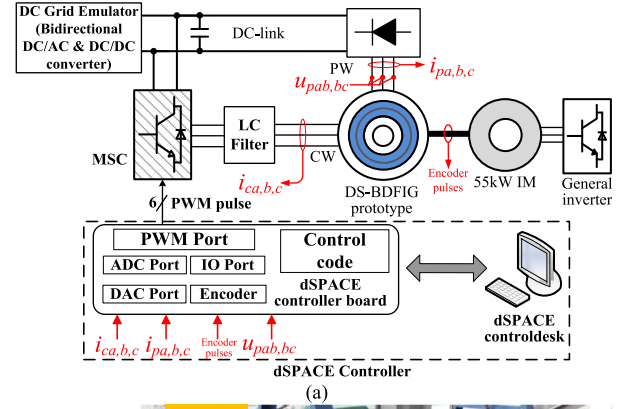 DC Grid Emulator
(Bidirectional
DC/AC & DC/DC
converter)
DC-link
PW
i_{pa,b,c}
u_{pab,bc}
MSC
LC
Filter
CW
i_{ca,b,c}
DS-BDFIG
prototype
Encoder
pulses
55kW IM
General
inverter
6 PWM pulse
PWM Port
ADC Port
IO Port
DAC Port
Encoder
Control
code
dSPACE
controller board
dSPACE
controldesk
i_{ca,b,c}
i_{pa,b,c}
Encoder
pulses
u_{pab,bc}
dSPACE Controller
(a)